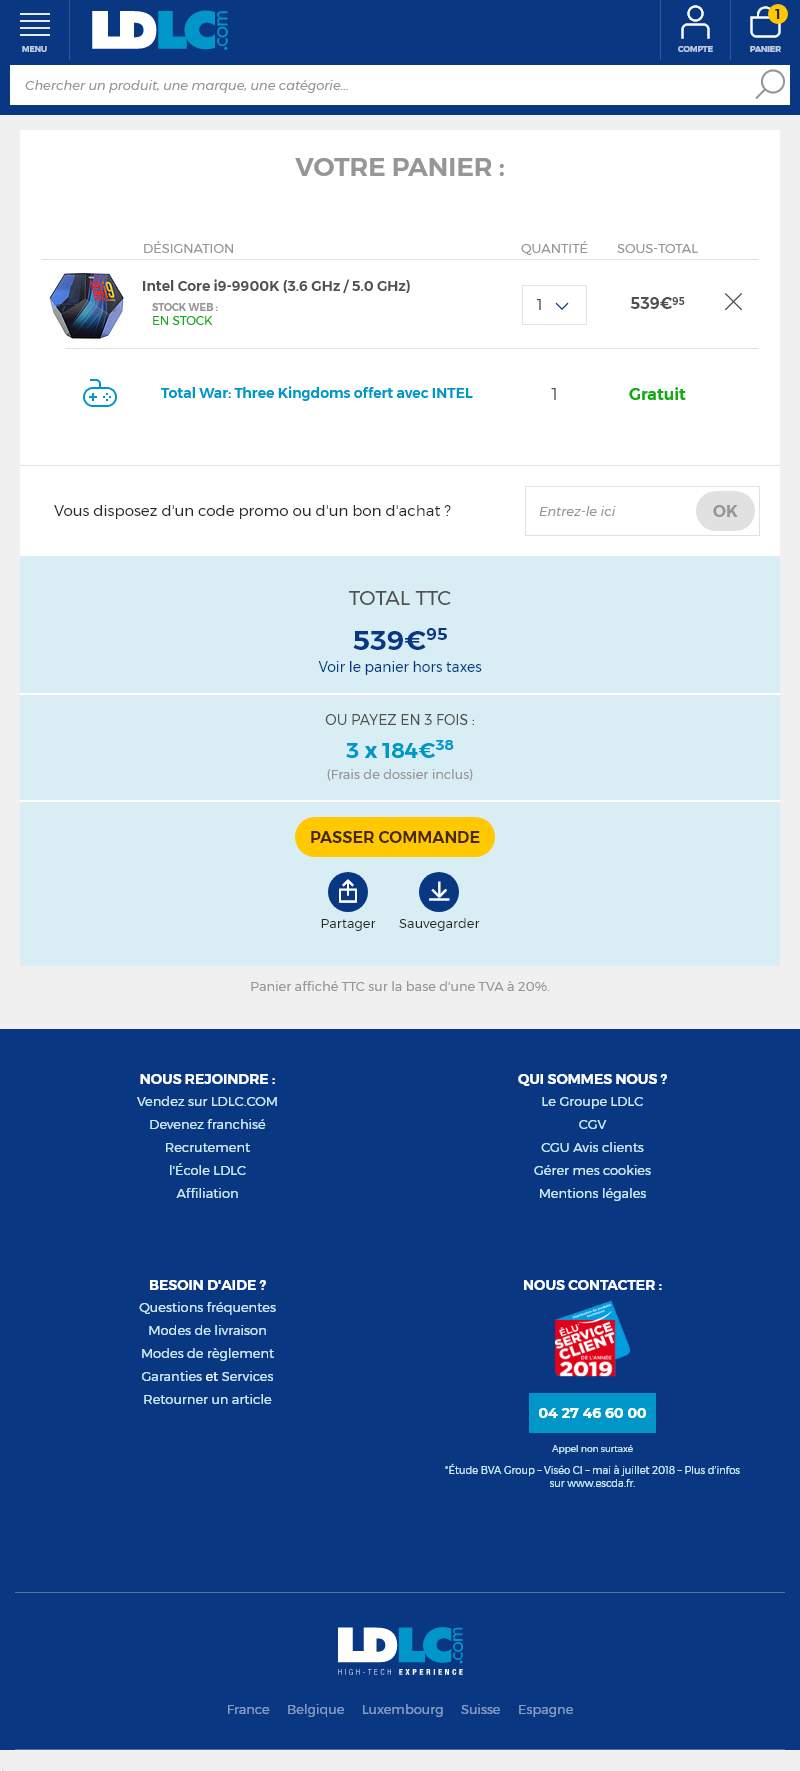 MENU
LDLC.com
COMPTE
1
PANIER
Chercher un produit, une marque, une catégorie...
VOTRE PANIER :
DÉSIGNATION QUANTITÉ SOUS-TOTAL
Intel Core i9-9900K (3.6 GHz / 5.0 GHz)
STOCK WEB :
EN STOCK
1
539€95
Total War: Three Kingdoms offert avec INTEL 1 Gratuit
Vous disposez d'un code promo ou d'un bon d'achat ? Entrez-le ici OK
TOTAL TTC
539€95
Voir le panier hors taxes
OU PAYEZ EN 3 FOIS :
3 x 184€38
(Frais de dossier inclus)
PASSER COMMANDE
Partager Sauvegarder
Panier affiché TTC sur la base d'une TVA à 20%.
NOUS REJOINDRE :
Vendez sur LDLC.COM
Devenez franchisé
Recrutement
l'École LDLC
Affiliation
QUI SOMMES NOUS ?
Le Groupe LDLC
CGV
CGU Avis clients
Gérer mes cookies
Mentions légales
BESOIN D'AIDE ?
Questions fréquentes
Modes de livraison
Modes de règlement
Garanties et Services
Retourner un article
NOUS CONTACTER :
ÉLU
SERVICE
CLIENT
DE L'ANNÉE
2019
04 27 46 60 00
Appel non surtaxé
*Étude BVA Group – Viséo CI – mai à juillet 2018 – Plus d'infos
sur www.escda.fr.
LDLC.com
HIGH-TECH EXPERIENCE
France Belgique Luxembourg Suisse Espagne